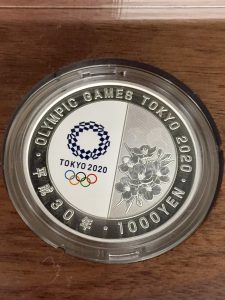 OLYMPIC GAMES TOKYO 2020
TOKYO 2020
平成30年・1000YEN